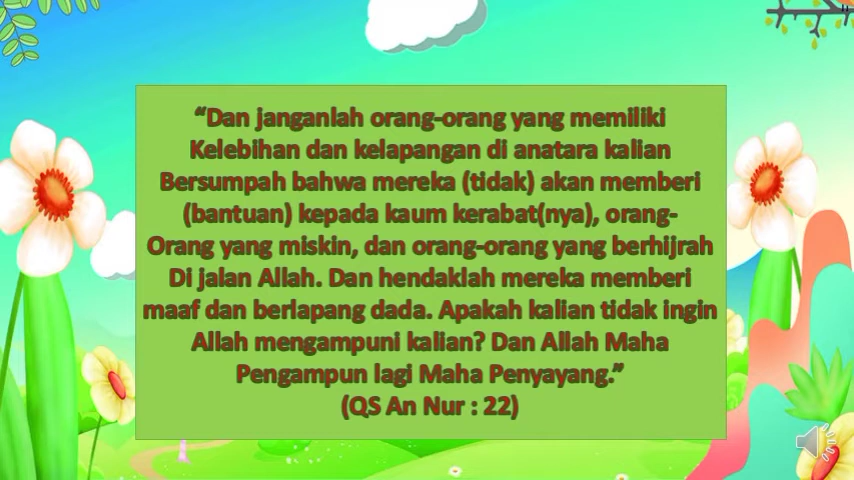 “Dan janganlah orang-orang yang memiliki
Kelebihan dan kelapangan di anatara kalian
Bersumpah bahwa mereka (tidak) akan memberi
(bantuan) kepada kaum kerabat(nya), orang-
Orang yang miskin, dan orang-orang yang berhijrah
Di jalan Allah. Dan hendaklah mereka memberi
maaf dan berlapang dada. Apakah kalian tidak ingin
Allah mengampuni kalian? Dan Allah Maha
Pengampun lagi Maha Penyayang.”
(QS An Nur : 22)